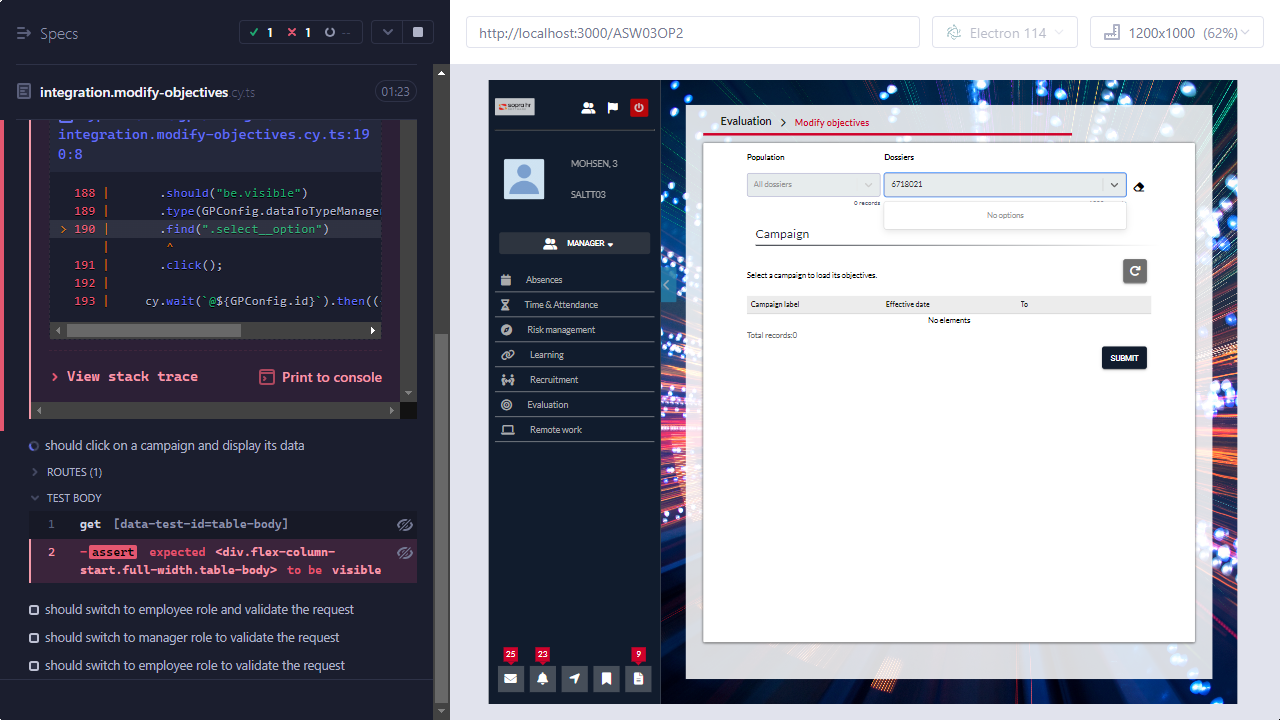 Specs
1
1
--
integration.modify-objectives.cy.ts
01:23
integration.modify-objectives.cy.ts:19
0:8
188 | .should("be.visible")
189 | .type(GPConfig.dataToTypeManager
> 190 | .find(".select__option")
| ^
191 | .click();
192 |
193 | cy.wait(`@${GPConfig.id}`).then((
View stack trace
Print to console
should click on a campaign and display its data
ROUTES (1)
TEST BODY
1 get [data-test-id=table-body]
2 -assert expected <div.flex-column-
start.full-width.table-body> to be visible
should switch to employee role and validate the request
should switch to manager role to validate the request
should switch to employee role to validate the request
http://localhost:3000/ASW03OP2
Electron 114
1200x1000 (62%)
sopra hr
MOHSEN, 3
SALTT03
MANAGER
Absences
Time & Attendance
Risk management
Learning
Recruitment
Evaluation
Remote work
25
23
9
Evaluation > Modify objectives
Population
Dossiers
All dossiers
6718021
0 records
No options
Campaign
Select a campaign to load its objectives.
Campaign label
Effective date
To
No elements
Total records:0
SUBMIT